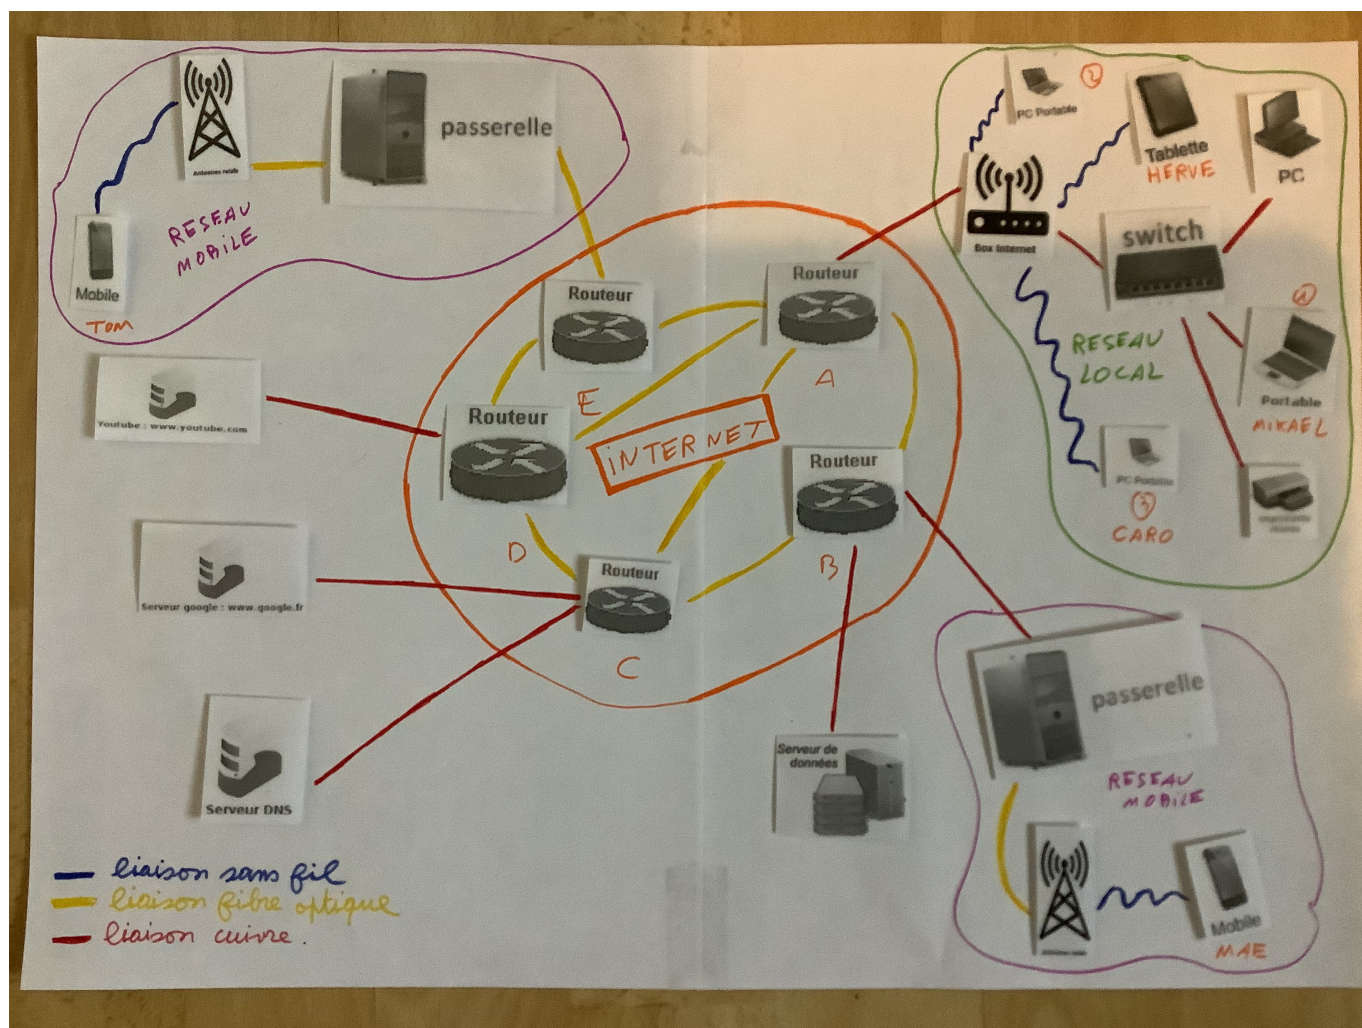 Antennes relais
passerelle
RESEAU
MOBILE
Mobile
TOM
PC Portable
2
Tablette
HERVE
PC
Box Internet
switch
1
Portable
MIKAEL
RESEAU
LOCAL
PC Portable
3
CARO
Routeur
E
Routeur
A
Routeur
D
Routeur
B
Routeur
C
INTERNET
Youtube : www.youtube.com
Serveur google : www.google.fr
Serveur DNS
Serveur de
données
passerelle
RESEAU
MOBILE
Mobile
MAE
liaison sans fil
liaison fibre optique
liaison cuivre.